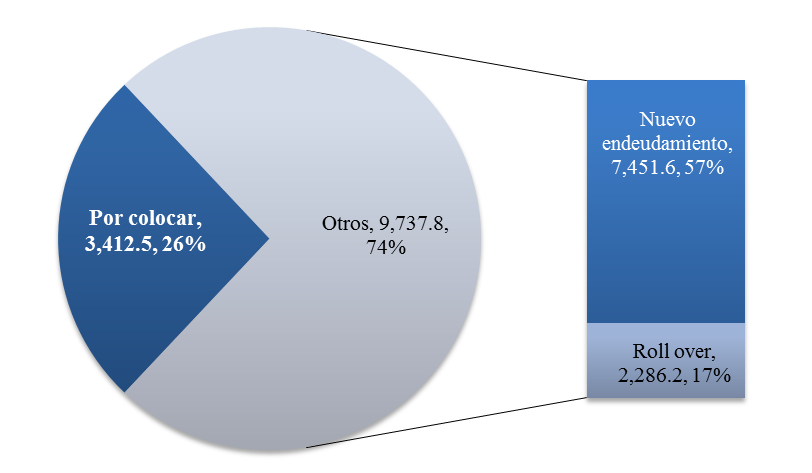 Por colocar,
3,412.5, 26%
Otros, 9,737.8,
74%
Nuevo
endeudamiento,
7,451.6, 57%
Roll over,
2,286.2, 17%